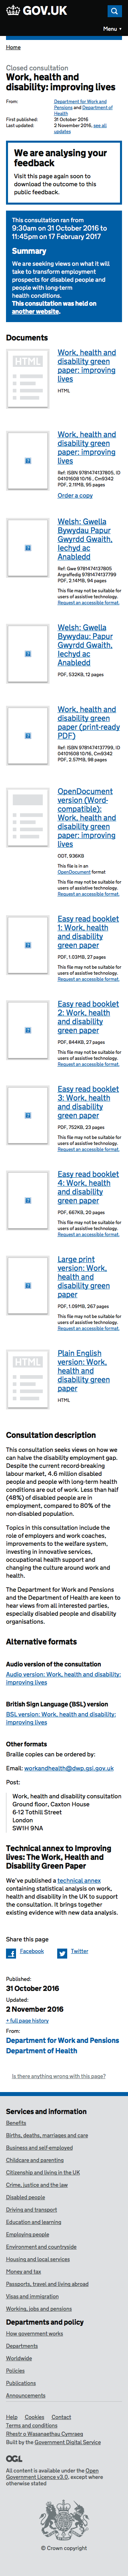 GOV.UK
Menu
Home
Closed consultation
Work, health and
disability: improving lives
From:
Department for Work and
Pensions and Department of
Health
First published:
31 October 2016
Last updated:
2 November 2016, see all
updates
We are analysing your
feedback
Visit this page again soon to
download the outcome to this
public feedback.
This consultation ran from
9:30am on 31 October 2016 to
11:45pm on 17 February 2017
Summary
We are seeking views on what it will
take to transform employment
prospects for disabled people and
people with long-term
health conditions.
This consultation was held on
another website.
Documents
Work, health and
disability green
paper: improving
lives
HTML
HTML
Work, health and
disability green
paper: improving
lives
Ref: ISBN 9781474137805, ID
04101608 10/16 , Cm9342
PDF, 2.11MB, 95 pages
Order a copy
Welsh: Gwella
Bywydau Papur
Gwyrdd Gwaith,
Iechyd ac
Anabledd
Ref: Gwe 9781474137805
Argraffedig 9781474137799
PDF, 2.14MB, 94 pages
This file may not be suitable for users
of assistive technology.
Request an accessible format.
Welsh: Gwella
Bywydau: Papur
Gwyrdd Gwaith,
Iechyd ac
Anabledd
PDF, 532KB, 12 pages
Work, health and
disability green
paper (print-ready
PDF)
Ref: ISBN 9781474137799, ID
04101608 10/16, Cm9342
PDF, 2.57MB, 98 pages
OpenDocument
version (Word-
compatible):
Work, health and
disability green
paper: improving
lives
ODT, 936KB
This file is in an
OpenDocument format
This file may not be suitable for
users of assistive technology.
Request an accessible format.
Easy read booklet
1: Work, health
and disability
green paper
PDF, 1.03MB, 27 pages
This file may not be suitable for
users of assistive technology.
Request an accessible format.
Easy read booklet
2: Work, health
and disability
green paper
PDF, 844KB, 27 pages
This file may not be suitable for
users of assistive technology.
Request an accessible format.
Easy read booklet
3: Work, health
and disability
green paper
PDF, 752KB, 23 pages
This file may not be suitable for
users of assistive technology.
Request an accessible format.
Easy read booklet
4: Work, health
and disability
green paper
PDF, 667KB, 20 pages
This file may not be suitable for
users of assistive technology.
Request an accessible format.
Large print
version: Work,
health and
disability green
paper
PDF, 1.09MB, 267 pages
This file may not be suitable for
users of assistive technology.
Request an accessible format.
HTML
Plain English
version: Work,
health and
disability green
paper
HTML
Consultation description
This consultation seeks views on how
we can halve the disability
employment gap. Despite the
employment gap. Despite the
current record-breaking labour
market, 4.6 million disabled people
and people with long-term health
conditions are out of work. Less than
half (48%) of disabled people are in
employment, compared to 80% of the
non-disabled population.
Topics in this consultation include the
support of employees with work
coaches, support for employers to
recruit with confidence and create
healthy workplaces, and changing
the culture around work and health.
The Department for Work and Pensions
and the Department of Health are keen to
hear views from all interested parties,
and especially disabled people
and disability organisations.
Alternative formats
Audio version of the consultation
Audio version: Work, health and disability:
improving lives
British Sign Language (BSL) version
BSL version: Work, health and disability:
improving lives
Other formats
Braille copies can be ordered by:
Email: workandhealth@dwp.gsi.gov.uk
Post:
Work, health and disability consultation
Ground floor, Caxton House
6-12 Tothill Street
London
SW1H 9NA
Technical annex to Improving
lives: The Work, Health and
Disability Green Paper
We've published a technical annex
Share this page
Facebook
Twitter
Published:
31 October 2016
Updated:
2 November 2016
+ full page history
From:
Department for Work and Pensions
Department of Health
Is there anything wrong with this page?
Services and information
Benefits
Births, deaths, marriages and care
Business and self employed
Childcare and parenting
Citizenship and living in the UK
Crime, justice and the law
Disabled people
Driving and transport
Education and learning
Employing people
Environment and countryside
Housing and local services
Money and tax
Passports, travel and living abroad
Visas and immigration
Working, jobs and pensions
Departments and policy
How government works
Departments
Worldwide
Policies
Publications
Announcements
Help Cookies Contact
Terms and conditions
Rhestr o Wasanaethau Cymraeg
Built by the Government Digital Service
OGL
All content is available under the Open
Government Licence v3.0, except where
otherwise stated
© Crown copyright